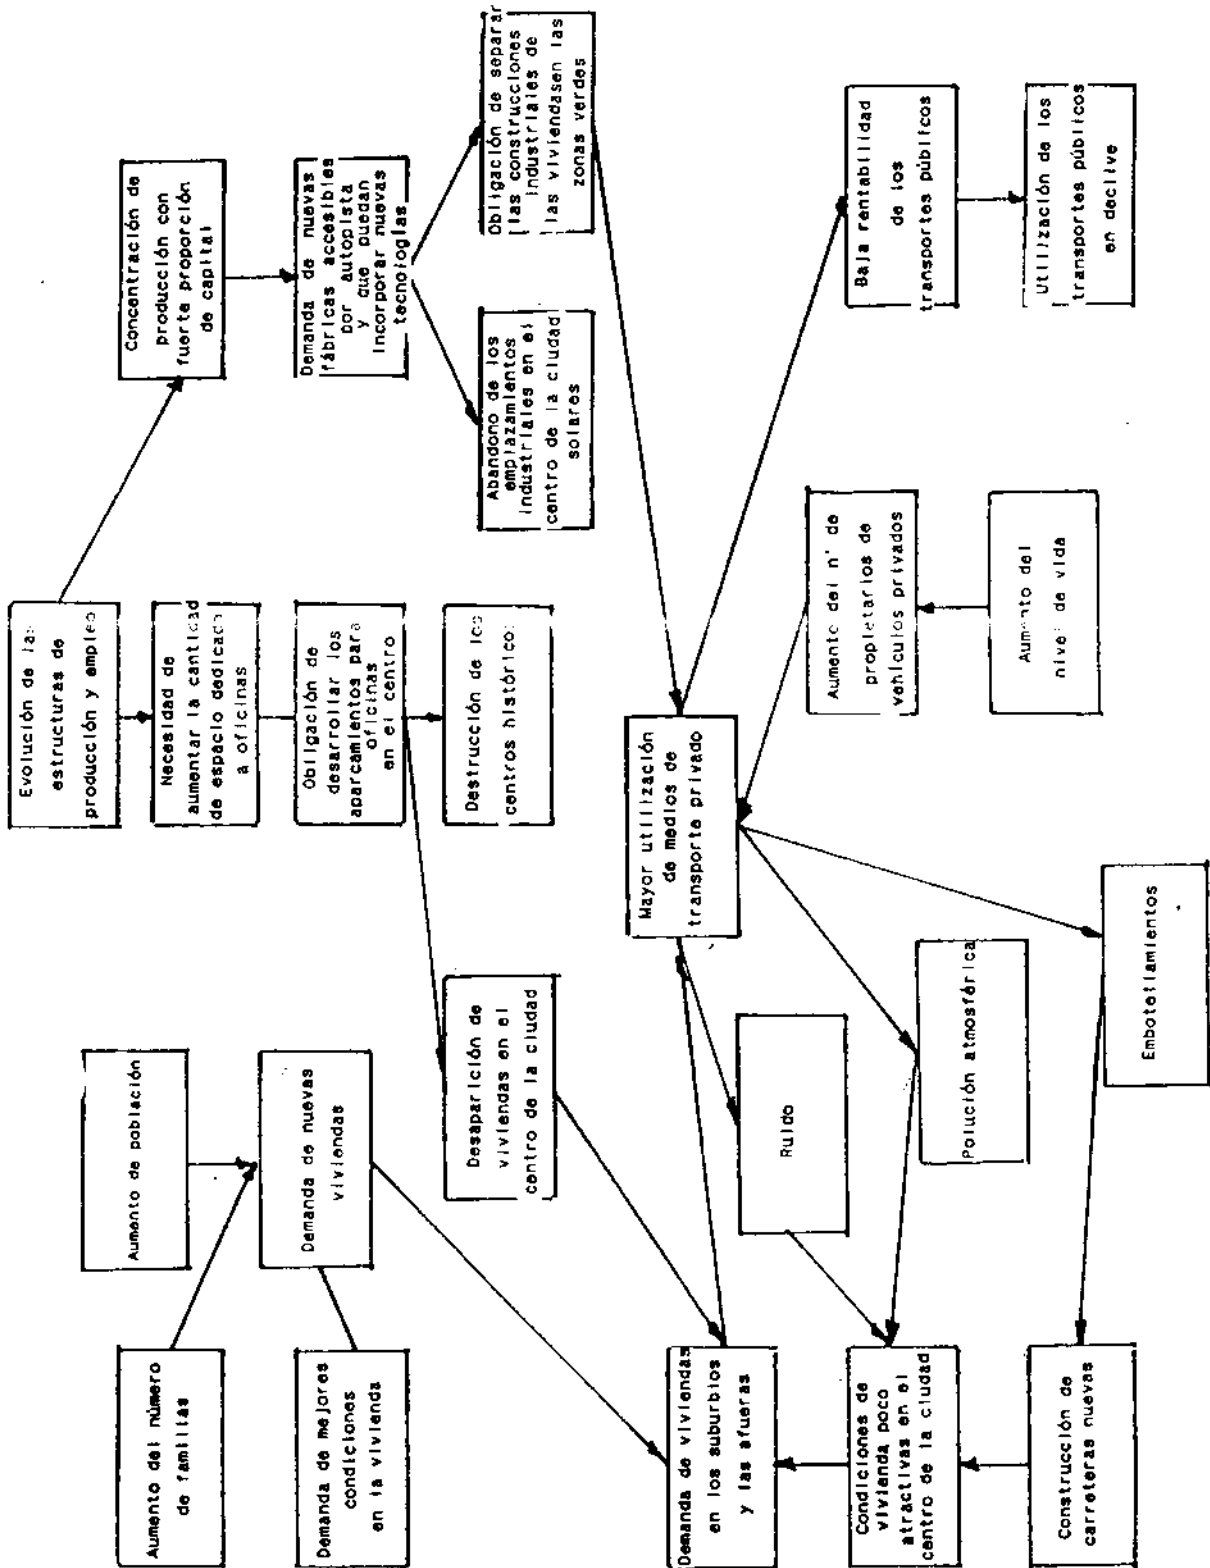 Aumento del número
de familias
Aumento de población
Evolución de las
estructuras de
producción y empleo
Concentración de
producción con
fuerte proporción
de capital
Demanda de mejores
condiciones
en la vivienda
Demanda de nuevas
viviendas
Necesidad de
aumentar la cantidad
de espacio dedicado
a oficinas
Obligación de
desarrollar los
aparcamientos para
oficinas
en el centro
Demanda de nuevas
fábricas accesibles
por autopista
y que puedan
incorporar nuevas
tecnologías
Desaparición de
viviendas en el
centro de la ciudad
Destrucción de los
centros histórico:
Abandono de los
emplazamientos
industriales en el
centro de la ciudad
solares
Obligación de separar
las construcciones
industriales de
las viviendasen las
zonas verdes
Demanda de viviendas
en los suburbios
y las afueras
Mayor utilización
de medios de
transporte privado
Condiciones de
vivienda poco
atractivas en el
centro de la ciudad
Ruido
Polución atmosférica
Aumento del n' de
propietarios de
vehículos privados
Baja rentabilidad
de los
transportes públicos
Construcción de
carreteras nuevas
Embotellamientos
Aumento del
nivel de vida
Utilización de los
transportes públicos
en declive